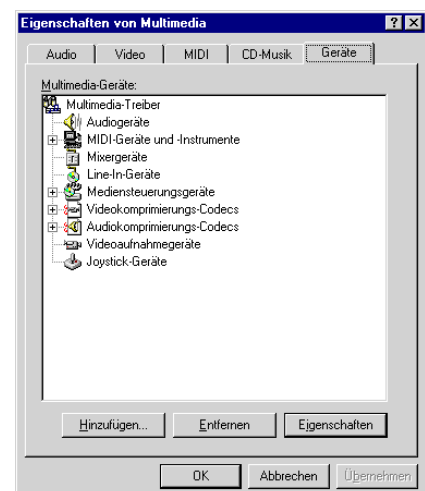 Eigenschaften von Multimedia
Audio Video MIDI CD-Musik Geräte
Multimedia-Geräte:
Multimedia-Treiber
Audiogeräte
MIDI-Geräte und -Instrumente
Mixergeräte
Line-In-Geräte
Mediensteuerungsgeräte
Videokomprimierungs-Codecs
Audiokomprimierungs-Codecs
Videoaufnahmegeräte
Joystick-Geräte
Hinzufügen... Entfernen Eigenschaften
OK Abbrechen Übernehmen